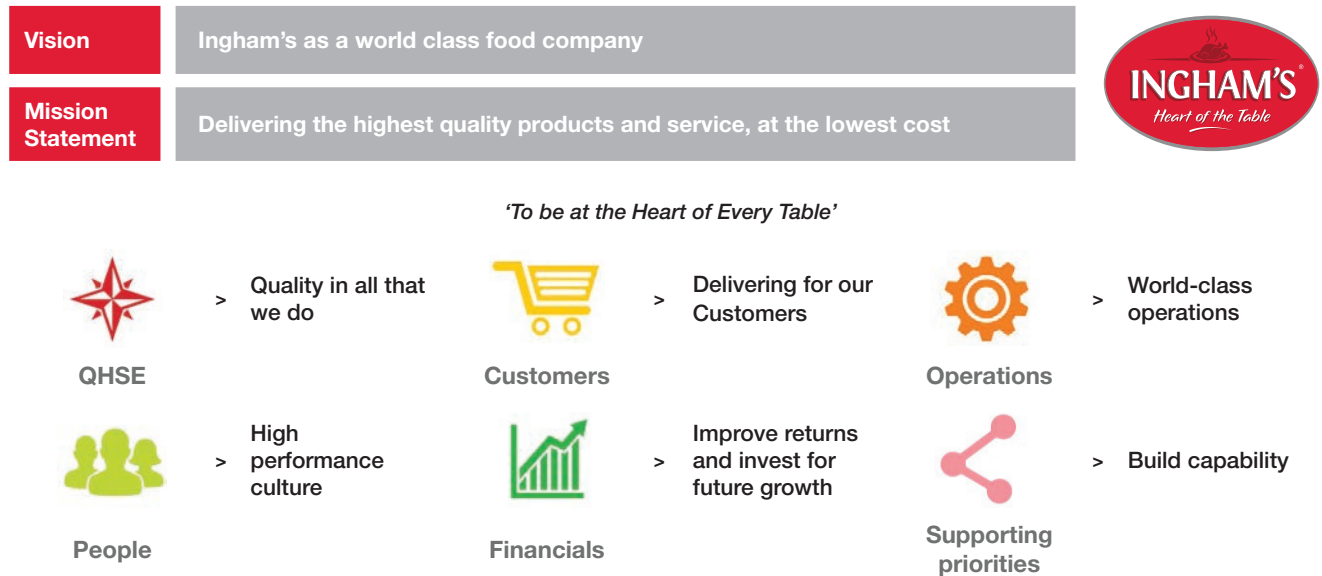 Vision
Ingham's as a world class food company
Mission
Statement
Delivering the highest quality products and service, at the lowest cost
INGHAM'S®
Heart of the Table
‘To be at the Heart of Every Table’
> Quality in all that
we do
QHSE
> Delivering for our
Customers
Customers
> World-class
operations
Operations
> High
performance
culture
People
> Improve returns
and invest for
future growth
Financials
> Build capability
Supporting
priorities